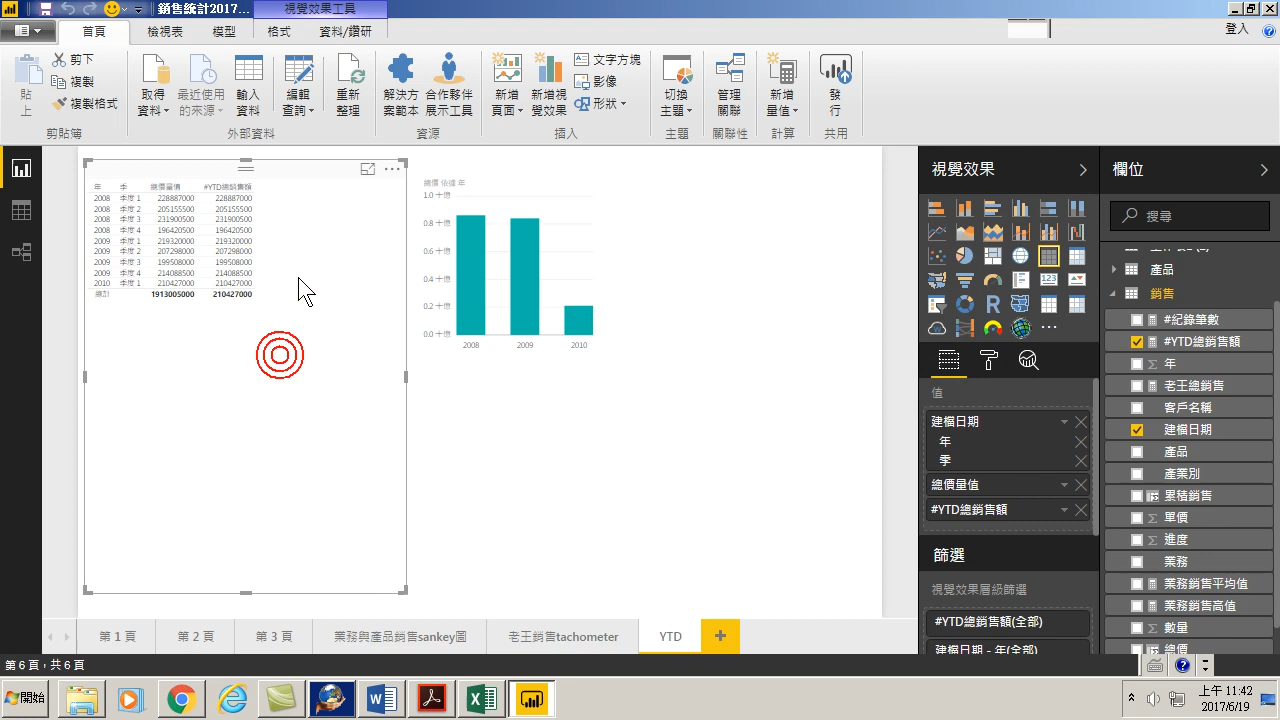 銷售統計2017... 視覺效果工具
首頁 檢視表 模型 格式 資料/鑽研 登入
剪下
複製
複製格式
貼上
取得資料 最近使用的來源 輸入資料 編輯查詢 重新整理 解決方案範本 合作夥伴展示工具 新增頁面 新增視覺效果
文字方塊
影像
形狀
切換主題 管理關聯 新增量值 發行
剪貼簿 外部資料 資源 插入 主題 關聯性 計算 共用
年 季 總價量值 #YTD總銷售額
2008 季度 1 228887000 228887000
2008 季度 2 205155500 205155500
2008 季度 3 231900500 231900500
2008 季度 4 196420500 196420500
2009 季度 1 219320000 219320000
2009 季度 2 207298000 207298000
2009 季度 3 199508000 199508000
2009 季度 4 214088500 214088500
2010 季度 1 210427000 210427000
總計 1913005000 210427000
總價 依據 年
1.0 十億
0.8 十億
0.6 十億
0.4 十億
0.2 十億
0.0 十億
2008 2009 2010
視覺效果
值
建檔日期
年
季
總價量值
#YTD總銷售額
篩選
視覺效果層級篩選
#YTD總銷售額(全部)
建檔日期 - 年(全部)
欄位
搜尋
產品
銷售
#紀錄筆數
#YTD總銷售額
年
老王總銷售
客戶名稱
建檔日期
產品
產業別
累積銷售
單價
進度
業務
業務銷售平均值
業務銷售高值
數量
總價
第 1 頁 第 2 頁 第 3 頁 業務與產品銷售sankey圖 老王銷售tachometer YTD
第 6 頁，共 6 頁
開始
上午 11:42
2017/6/19